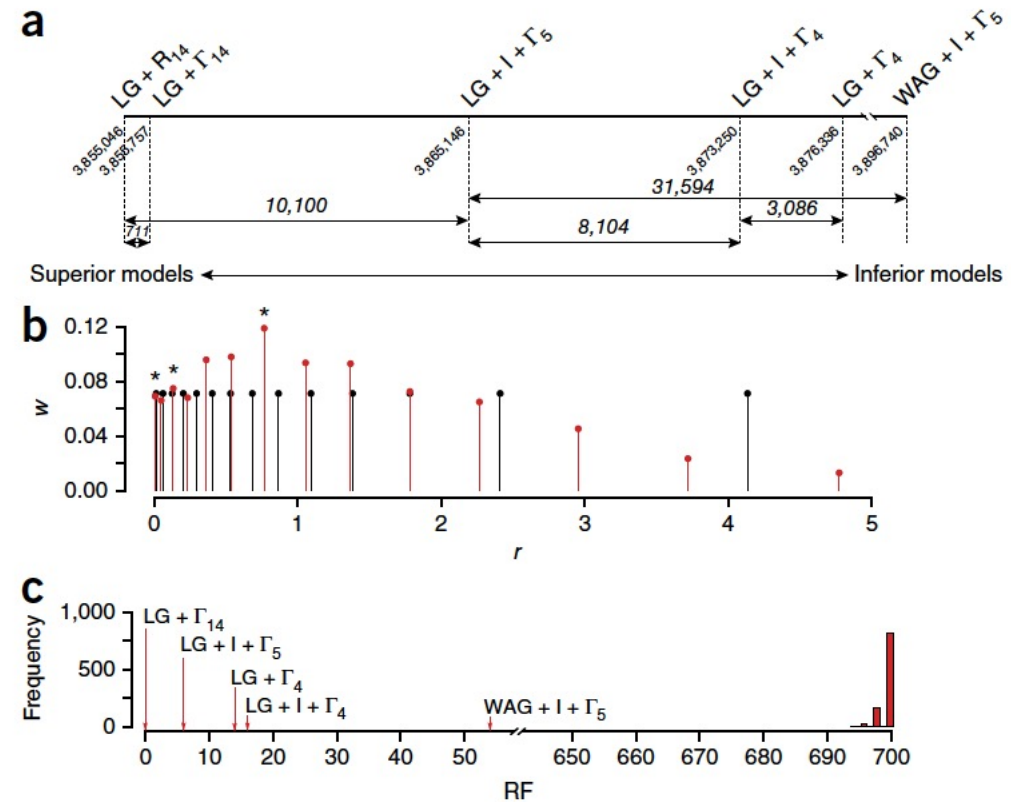 a
LG + R14
LG + Γ14
LG + I + Γ5
LG + I + Γ4
LG + Γ4
WAG + I + Γ5
3,855,046
3,855,757
3,865,146
3,873,250
3,876,336
3,896,740
31,594
10,100
3,086
711
8,104
Superior models
Inferior models
b
0.12
0.08
0.04
0.00
w
* * *
0 1 2 3 4 5
r
c
1,000
500
0
Frequency
LG + Γ14
LG + I + Γ5
LG + Γ4
LG + I + Γ4
WAG + I + Γ5
0 10 20 30 40 50 650 660 670 680 690 700
RF